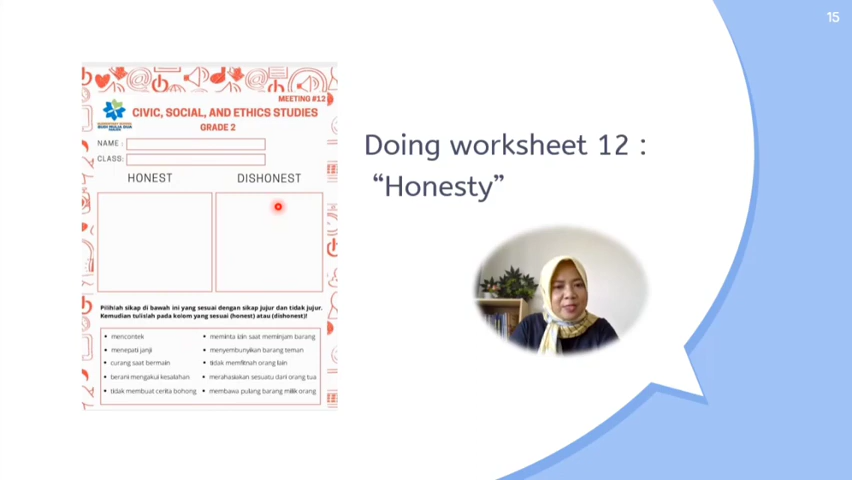 15
MEETING #12
CIVIC, SOCIAL, AND ETHICS STUDIES
GRADE 2
NAME :
CLASS:
HONEST
DISHONEST
Pilihlah sikap di bawah ini yang sesuai dengan sikap jujur dan tidak jujur.
Kemudian tulislah pada kolom yang sesuai (honest) atau (dishonest)!
• mencontek
• menepati janji
• curang saat bermain
• berani mengakui kesalahan
• tidak membuat cerita bohong
• meminta izin saat meminjam barang
• menyembunyikan barang teman
• tidak memfitnah orang lain
• merahasiakan sesuatu dari orang tua
• membawa pulang barang milik orang
Doing worksheet 12 :
“Honesty”